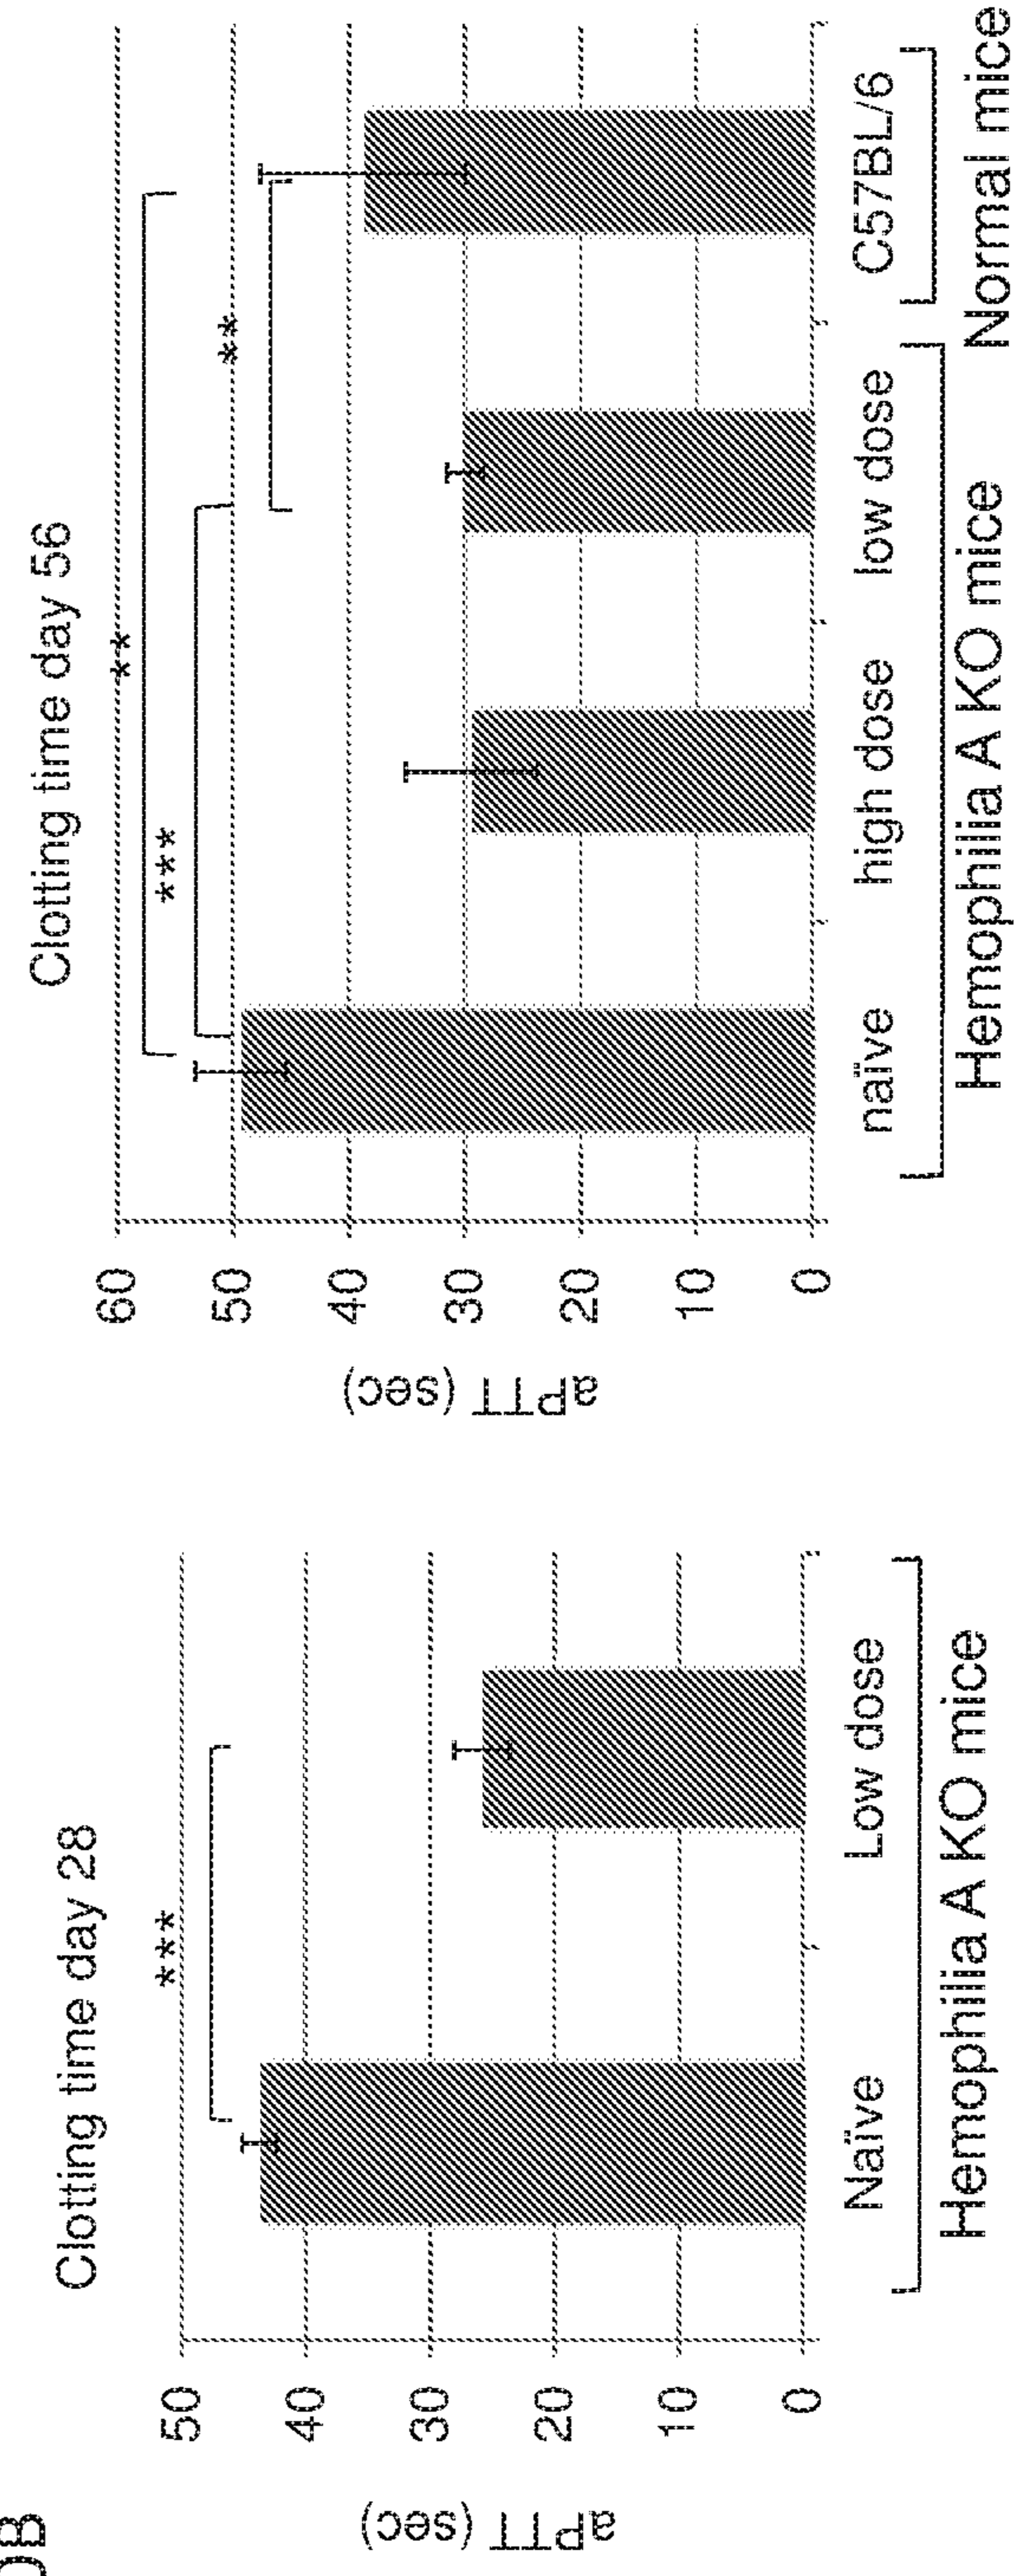 Clotting time day 28
***
50
40
30
20
10
0
aPTT (sec)
Naïve Low dose
Hemophilia A KO mice
Clotting time day 56
**
***
**
60
50
40
30
20
10
0
aPTT (sec)
naïve high dose low dose C57BL/6
Hemophilia A KO mice Normal mice